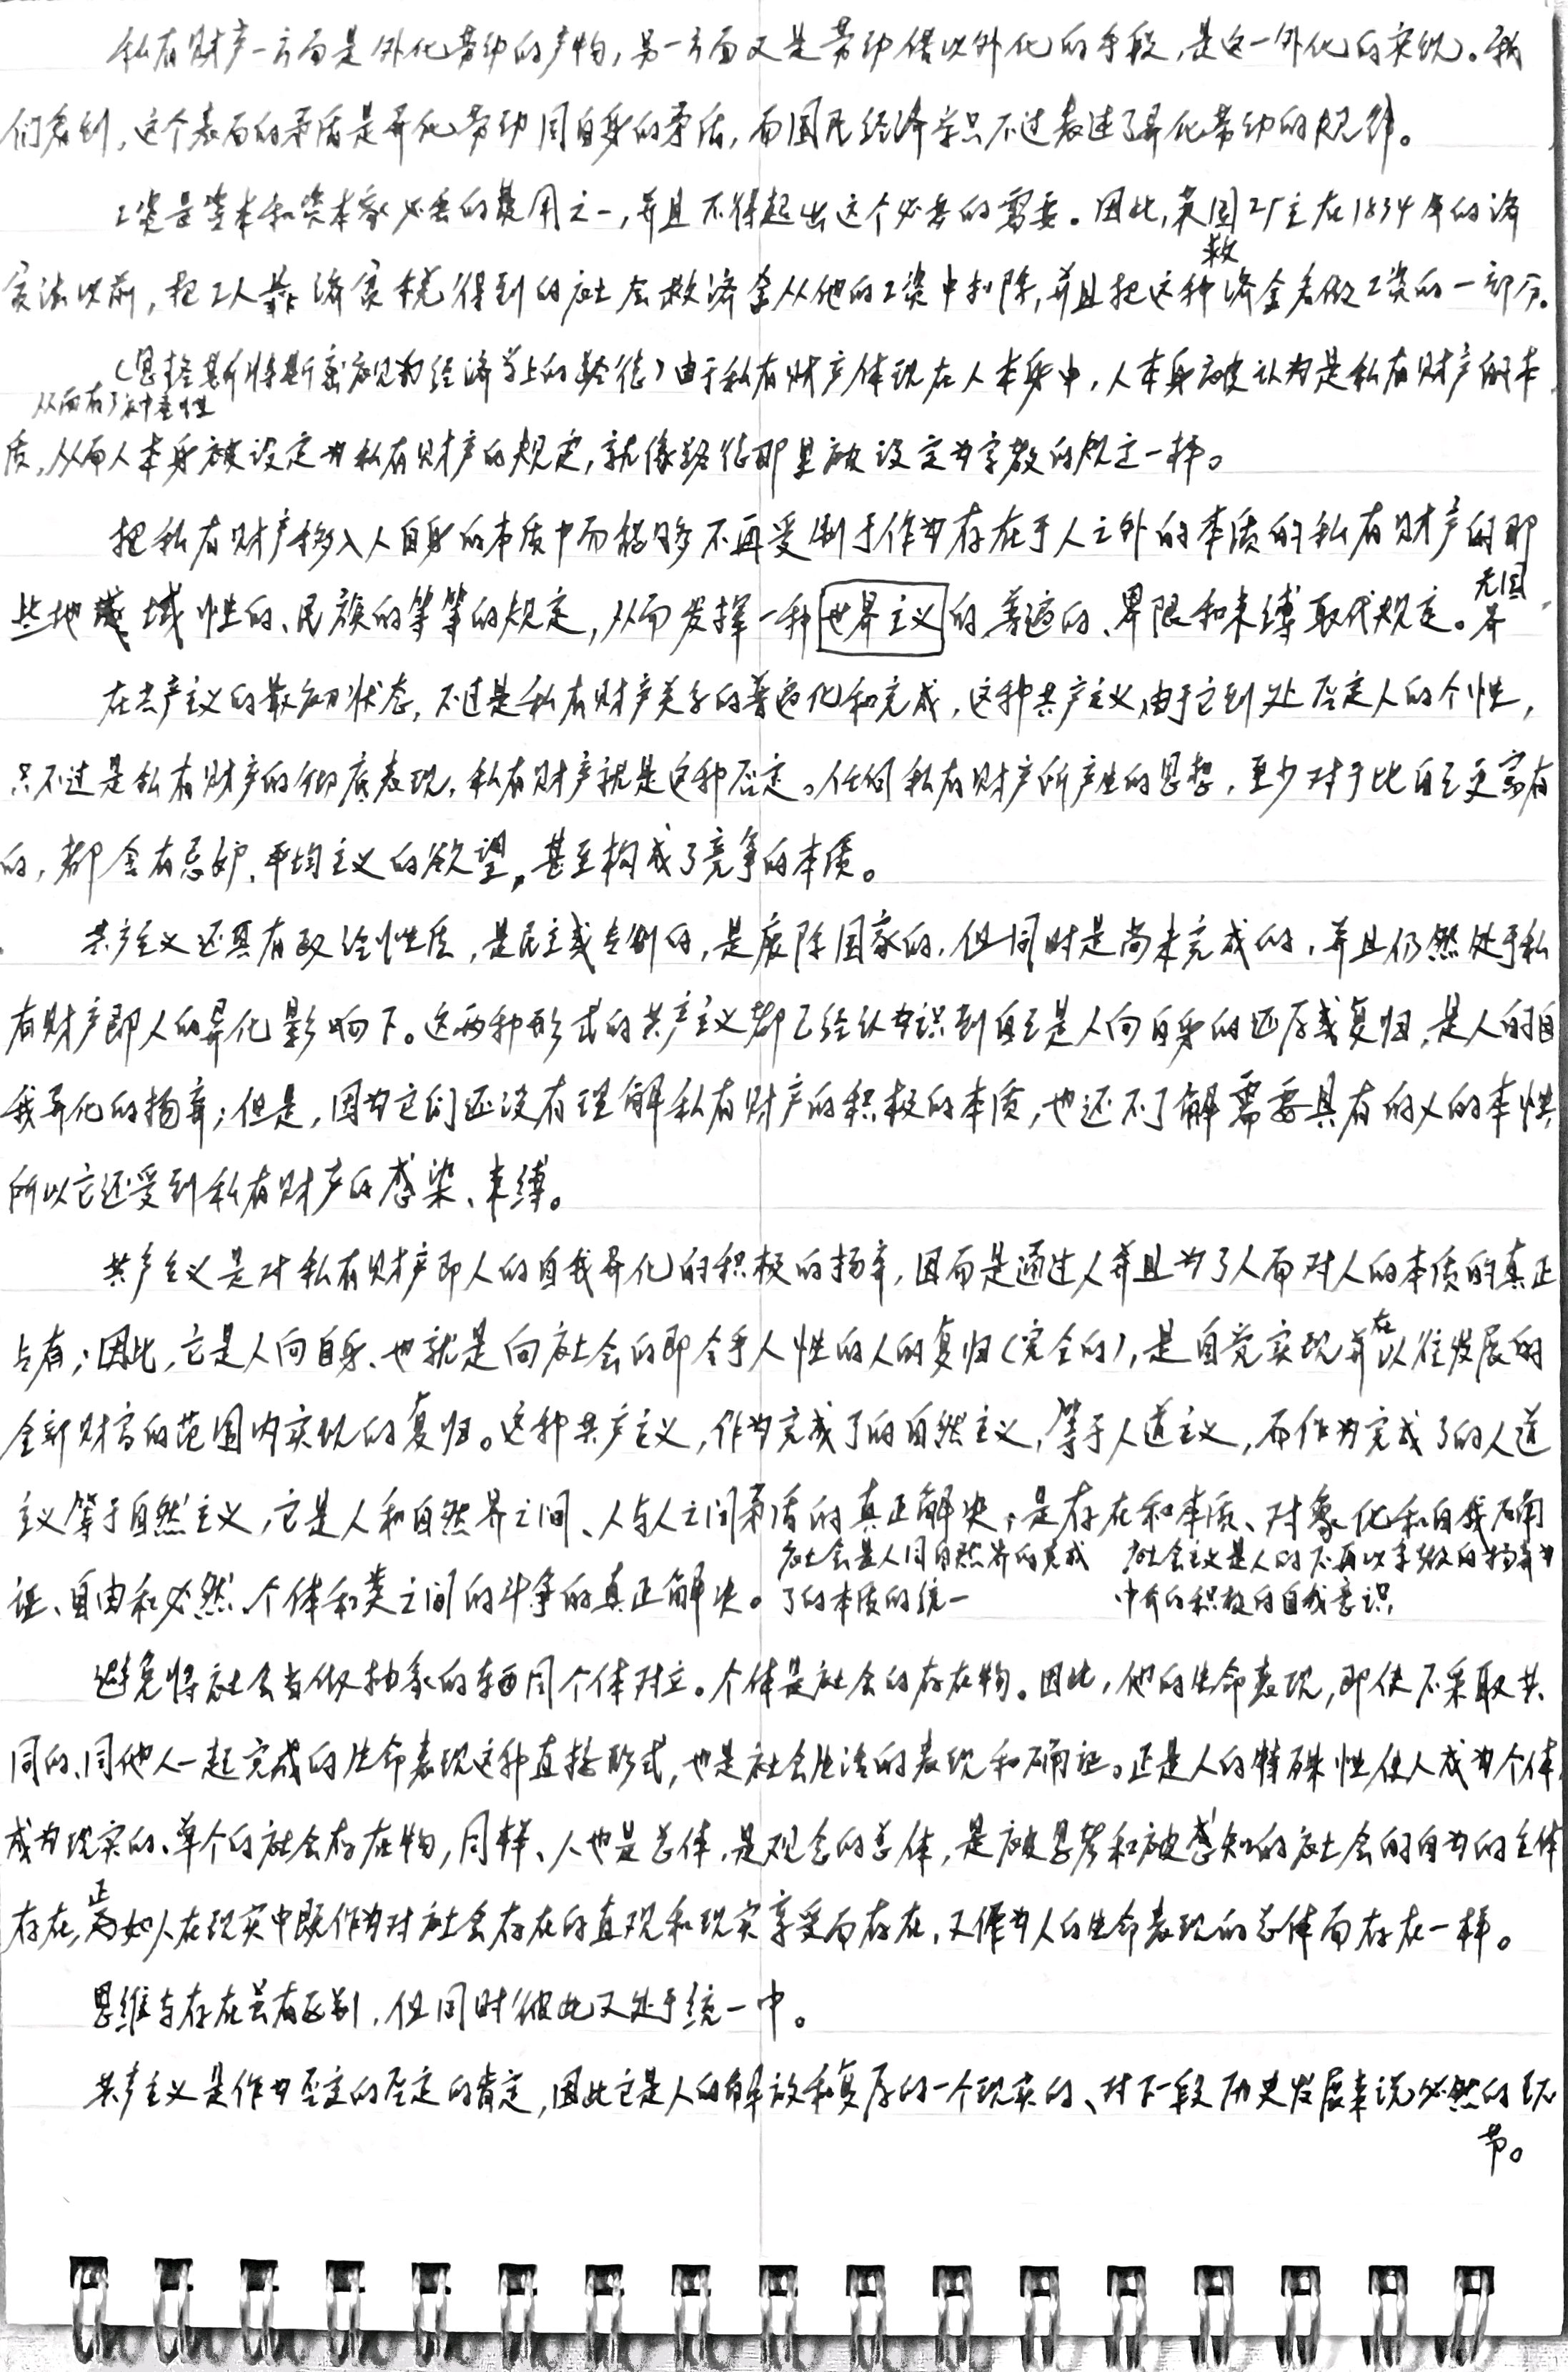 私有财产一方面是外化劳动的产物，另一方面又是劳动借以外化的手段，是这一外化的实现。我
们看到，这个表面的矛盾是异化劳动同自身的矛盾，而国民经济学只不过表述了异化劳动的规律。
工资是资本和资本家必要的费用之一，并且不得起出这个必要的需要。因此，英国工厂主在1834年的济
救
贫法以前，把工人靠济贫税得到的社会救济金从他的工资中扣除，并且把这种济金看做工资的一部分。
(恩格斯将斯密视为经济学上的路德)由于私有财产体现在人本身中，人本身被认为是私有财产的本
从而有了
质，从而人本身被设定为私有财产的规定，就像路德那里被设定为宗教的规定一样。
把私有财产移入人自身的本质中而能够不再受制于作为存在于人之外的本质的私有财产的那
些地域性的、民族的等等的规定，从而发挥一种世界主义的、普遍的、界限和束缚取代规定。
在共产主义的最初状态，不过是私有财产关系的普遍化和完成，这种共产主义，由于它到处否定人的个性，
只不过是私有财产的彻底表现，私有财产就是这种否定。任何私有财产所产生的思想，至少对于比自己更富有
的，都会有忌妒、平均主义的欲望，甚至构成了竞争的本质。
共产主义还具有政治性质，是民主或专制的，是废除国家的，但同时是尚未完成的，并且仍然处于私
有财产即人的异化影响下。这两种形式的共产主义都已经认为识到自己是人向自身的还原或复归，是人的自
我异化的扬弃；但是，因为它们还没有理解私有财产的积极的本质，也还不了解需要具有的人的本性，
所以它还受到私有财产的感染、束缚。
共产主义是对私有财产即人的自我异化的积极的扬弃，因而是通过人并且为了人而对人的本质的真正
占有；因此，它是人向自身、也就是向社会的即合乎人性的人的复归(完全的)，是自觉实现并在以往发展的
全部财富的范围内实现的复归。这种共产主义，作为完成了的自然主义，等于人道主义，而作为完成了的人道
主义等于自然主义，它是人和自然界之间、人与人之间矛盾的真正解决，是存在和本质、对象化和自我确
社会是人同自然界的完成 社会主义是人的不再以宗教的扬弃为
证、自由和必然、个体和类之间的斗争的真正解决。了的本质的统一 中介的积极的自我意识，
避免将社会当做抽象的东西同个体对立。个体是社会的存在物。因此，他的生命表现，即使不采取共
同的、同他人一起完成的生命表现这种直接形式，也是社会生活的表现和确证。正是人的特殊性使人成为个体，
成为现实的、单个的社会存在物，同样、人也是总体，是观念的总体，是被思考和被感知的社会的自为的主体
存在，正如人在现实中既作为对社会存在的直观和现实享受而存在，又作为人的生命表现的总体而存在一样。
思维与存在虽有区别，但同时彼此又处于统一中。
共产主义是作为否定的否定的肯定，因此它是人的解放和复原的一个现实的、对下一段历史发展来说必然的环
节。